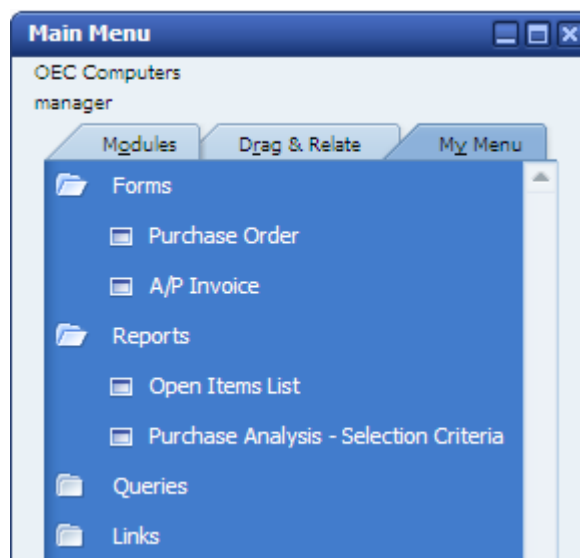 Main Menu
OEC Computers
manager
Modules Drag & Relate My Menu
Forms
Purchase Order
A/P Invoice
Reports
Open Items List
Purchase Analysis - Selection Criteria
Queries
Links